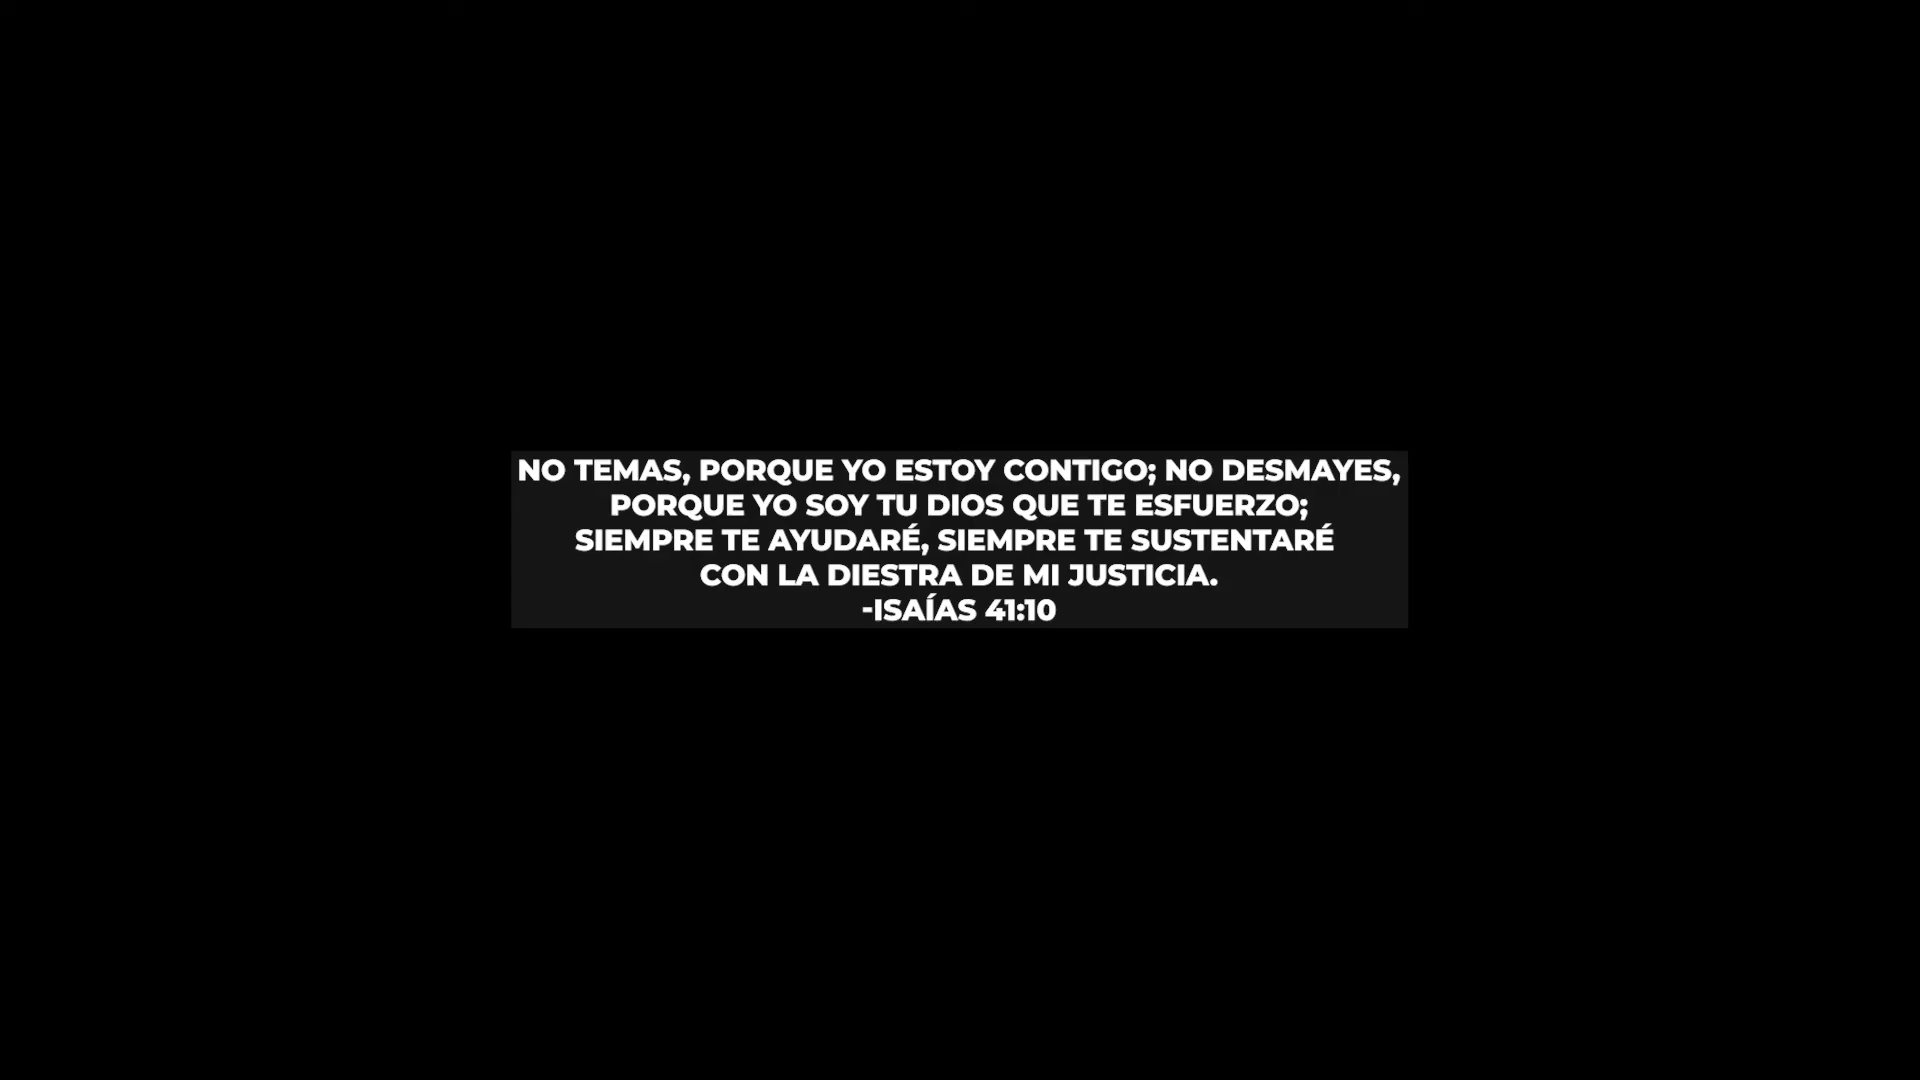 NO TEMAS, PORQUE YO ESTOY CONTIGO; NO DESMAYES,
PORQUE YO SOY TU DIOS QUE TE ESFUERZO;
SIEMPRE TE AYUDARÉ, SIEMPRE TE SUSTENTARÉ
CON LA DIESTRA DE MI JUSTICIA.
-ISAÍAS 41:10